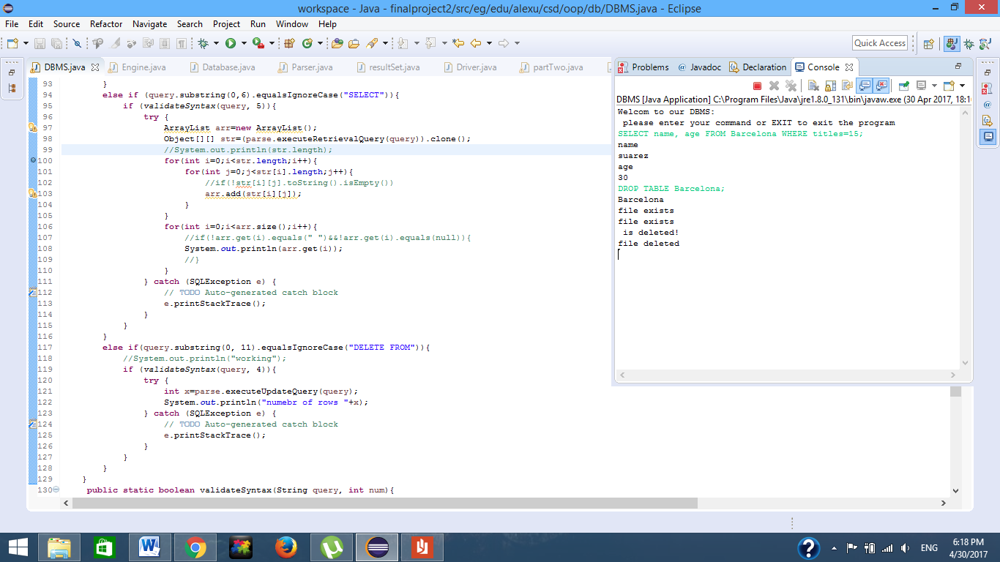 workspace - Java - finalproject2/src/eg/edu/alexu/csd/oop/db/DBMS.java - Eclipse
File Edit Source Refactor Navigate Search Project Run Window Help
Quick Access
DBMS.java Engine.java Database.java Parser.java resultSet.java Driver.java partTwo.java
93 }
94 else if (query.substring(0,6).equalsIgnoreCase("SELECT")){
95 if (validateSyntax(query, 5)){
96 try {
97 ArrayList arr=new ArrayList();
98 Object[][] str=(parse.executeRetrievalQuery(query)).clone();
99 //System.out.println(str.length);
100 for(int i=0;i<str.length;i++){
101 for(int j=0;j<str[i].length;j++){
102 //if(!str[i][j].toString().isEmpty())
103 arr.add(str[i][j]);
104 }
105 }
106 for(int i=0;i<arr.size();i++){
107 //if(!arr.get(i).equals(" ")&&!arr.get(i).equals(null)){
108 System.out.println(arr.get(i));
109 //}
110 }
111 } catch (SQLException e) {
112 // TODO Auto-generated catch block
113 e.printStackTrace();
114 }
115 }
116 }
117 else if(query.substring(0, 11).equalsIgnoreCase("DELETE FROM")){
118 //System.out.println("working");
119 if (validateSyntax(query, 4)){
120 try {
121 int x=parse.executeUpdateQuery(query);
122 System.out.println("numebr of rows "+x);
123 } catch (SQLException e) {
124 // TODO Auto-generated catch block
125 e.printStackTrace();
126 }
127 }
128 }
129 }
130 public static boolean validateSyntax(String query, int num){
Problems @ Javadoc Declaration Console
DBMS [Java Application] C:\Program Files\Java\jre1.8.0_131\bin\javaw.exe (30 Apr 2017, 18:1
Welcom to our DBMS:
please enter your command or EXIT to exit the program
SELECT name, age FROM Barcelona WHERE titles=15;
name
suarez
age
30
DROP TABLE Barcelona;
Barcelona
file exists
file exists
is deleted!
file deleted
ENG
6:18 PM
4/30/2017